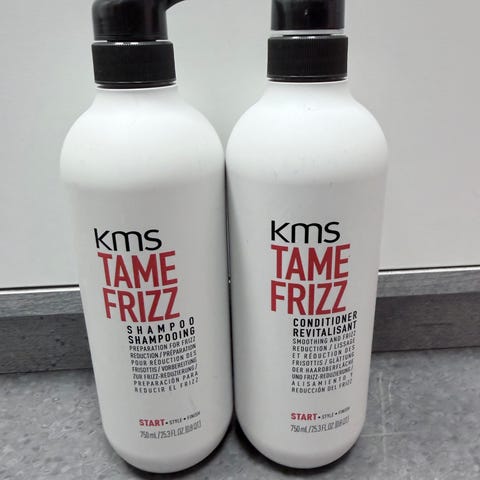 kms
TAME
FRIZZ
SHAMPOO
SHAMPOOING
PREPARATION FOR FRIZZ
REDUCTION / PRÉPARATION
POUR RÉDUCTION DES
FRISOTTIS / VORBEREITUNG
ZUR FRIZZ-REDUZIERUNG /
PREPARACIÓN PARA
REDUCIR EL FRIZZ
START • STYLE • FINISH
750 mL / 25.3 FL.OZ.
kms
TAME
FRIZZ
CONDITIONER
REVITALISANT
SMOOTHING AND FRIZZ
REDUCTION / LISSAGE
ET RÉDUCTION DES
FRISOTTIS / GLÄTTUNG
DER HAAROBERFLÄCHE
UND FRIZZ-REDUZIERUNG /
ALISAMIENTO Y
REDUCCIÓN DEL FRIZZ
START • STYLE • FINISH
750 mL / 25.3 FL.OZ.